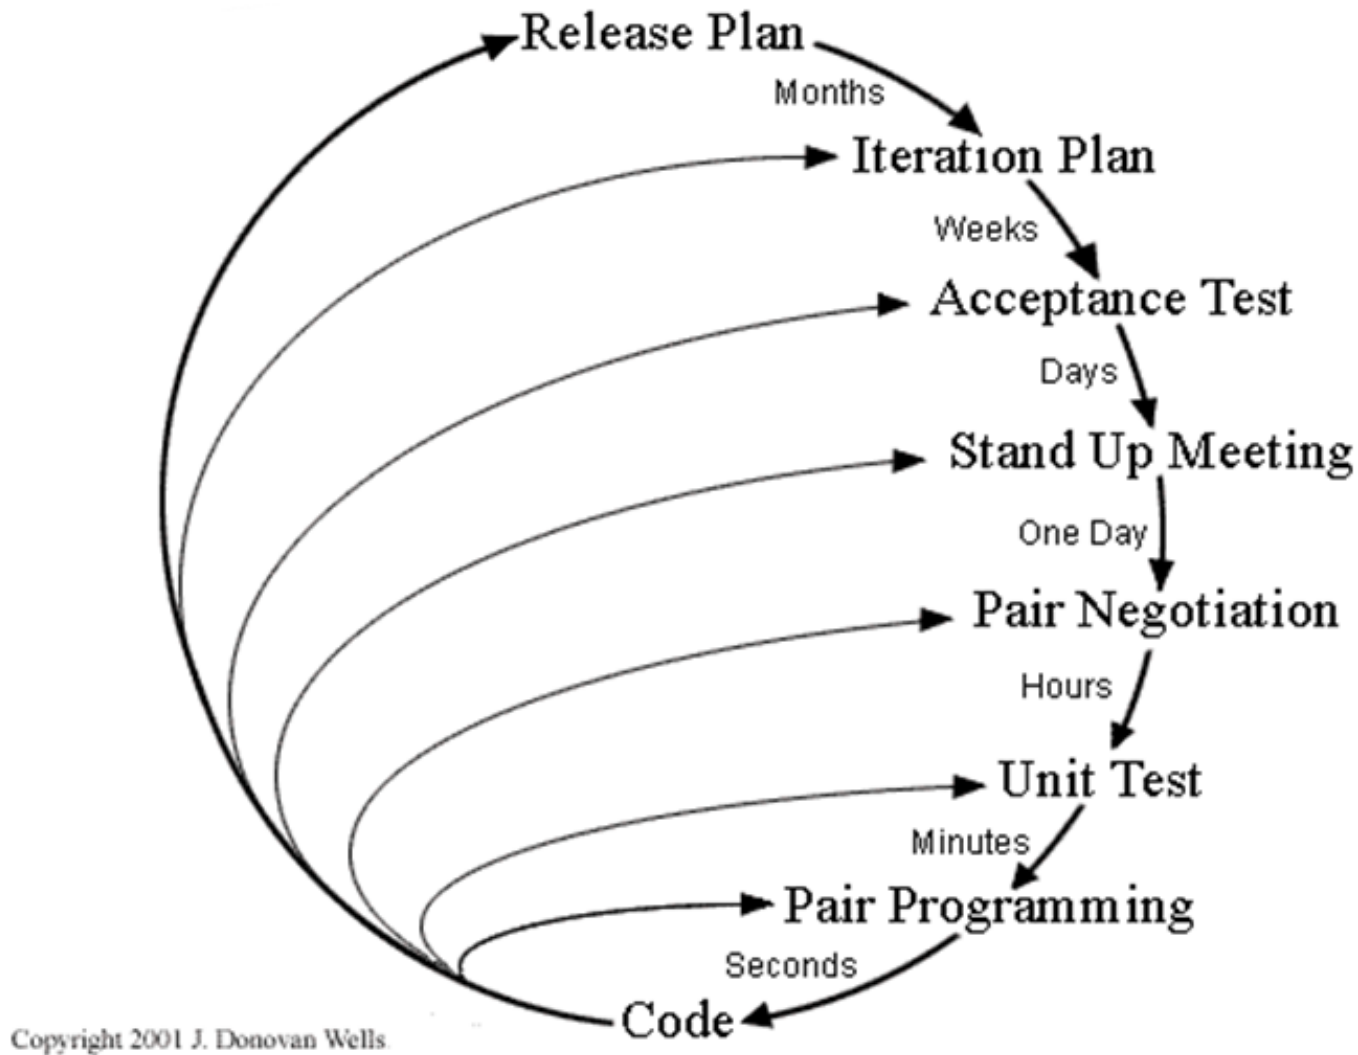 Release Plan
Months
Iteration Plan
Weeks
Acceptance Test
Days
Stand Up Meeting
One Day
Pair Negotiation
Hours
Unit Test
Minutes
Pair Programming
Seconds
Code
Copyright 2001 J. Donovan Wells